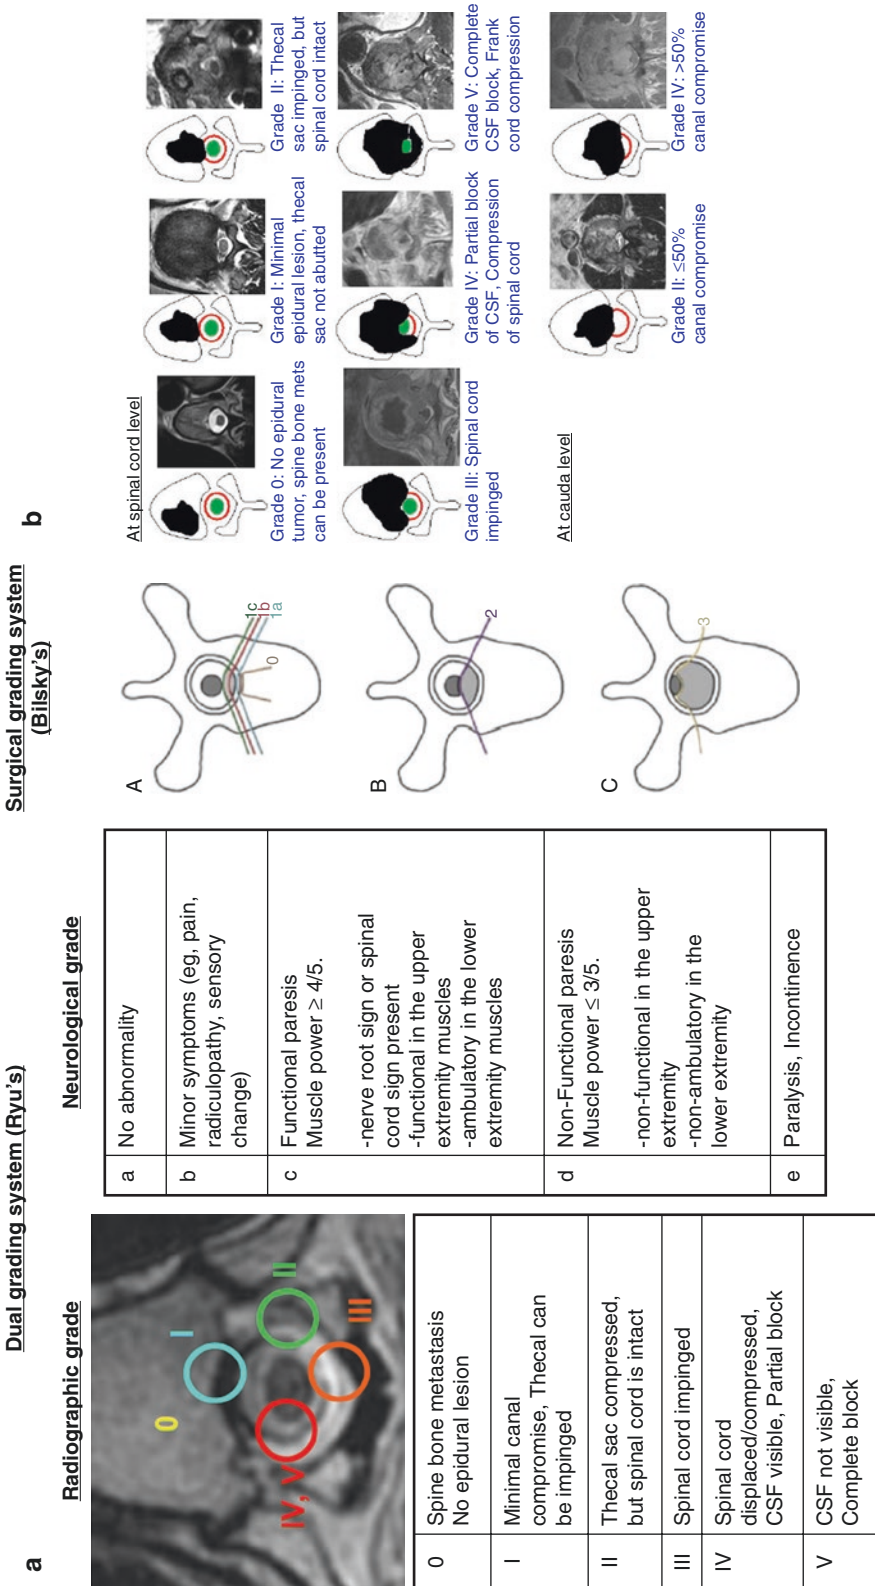 a
Dual grading system (Ryu's)
Radiographic grade
0
I
II
III
IV, V
0 Spine bone metastasis
No epidural lesion
I Minimal canal
compromise, Thecal can
be impinged
II Thecal sac compressed,
but spinal cord is intact
III Spinal cord impinged
IV Spinal cord
displaced/compressed,
CSF visible, Partial block
V CSF not visible,
Complete block
Neurological grade
a No abnormality
b Minor symptoms (eg, pain,
radiculopathy, sensory
change)
c Functional paresis
Muscle power ≥ 4/5.
-nerve root sign or spinal
cord sign present
-functional in the upper
extremity muscles
-ambulatory in the lower
extremity muscles
d Non-Functional paresis
Muscle power ≤ 3/5.
-non-functional in the upper
extremity
-non-ambulatory in the
lower extremity
e Paralysis, Incontinence
Surgical grading system
(Bilsky's)
A
1c
1b
1a
0
B
2
C
3
b
At spinal cord level
Grade 0: No epidural
tumor, spine bone mets
can be present
Grade I: Minimal
epidural lesion, thecal
sac not abutted
Grade II: Thecal
sac impinged, but
spinal cord intact
Grade III: Spinal cord
impinged
Grade IV: Partial block
of CSF, Compression
of spinal cord
Grade V: Complete
CSF block, Frank
cord compression
At cauda level
Grade II: ≤50%
canal compromise
Grade IV: >50%
canal compromise